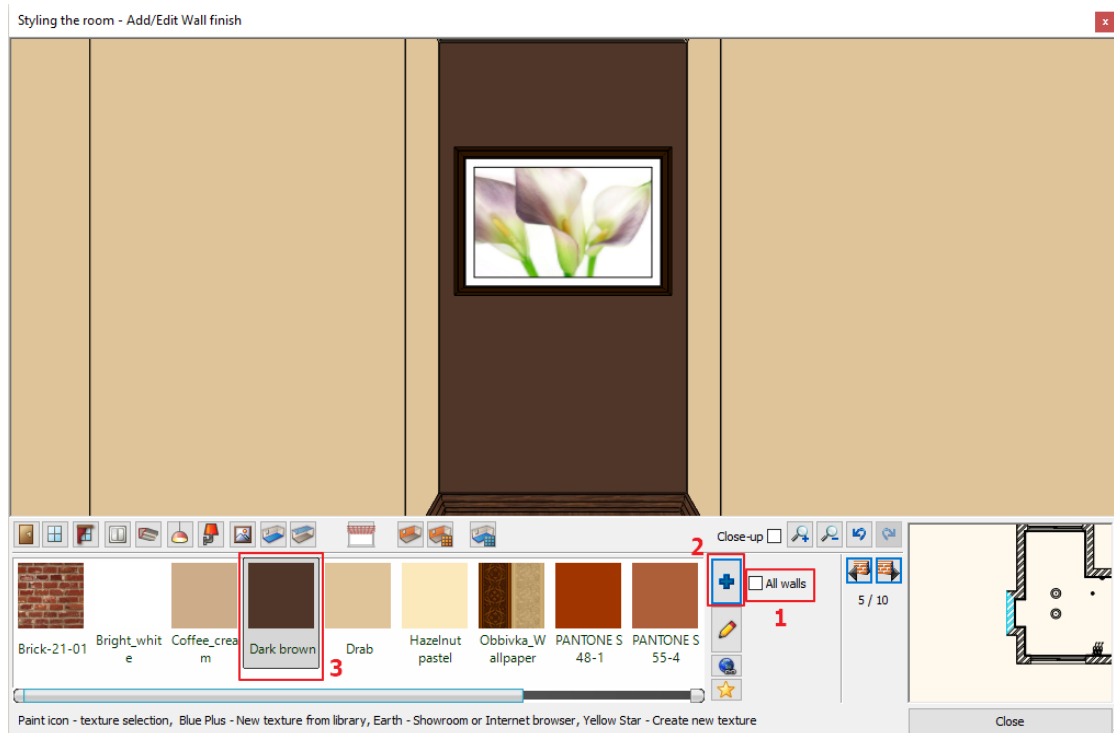 Styling the room - Add/Edit Wall finish
x
2
Close-up
All walls
1
5 / 10
Brick-21-01
Bright_whit
e
Coffee_crea
m
Dark brown
Drab
Hazelnut
pastel
Obbivka_W
allpaper
PANTONE S
48-1
PANTONE S
55-4
3
Paint icon - texture selection, Blue Plus - New texture from library, Earth - Showroom or Internet browser, Yellow Star - Create new texture
Close